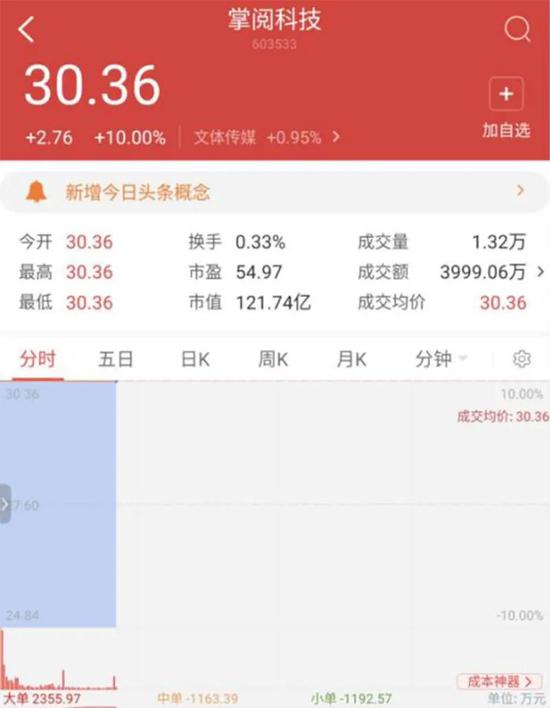 掌阅科技
603533
30.36
+2.76 +10.00% 文体传媒 +0.95%
加自选
新增今日头条概念
今开 30.36 换手 0.33% 成交量 1.32万
最高 30.36 市盈 54.97 成交额 3999.06万
最低 30.36 市值 121.74亿 成交均价 30.36
分时 五日 日K 周K 月K 分钟
30.36 10.00%
成交均价: 30.36
27.60
24.84 -10.00%
成本神器
大单 2355.97 中单 -1163.39 小单 -1192.57 单位: 万元